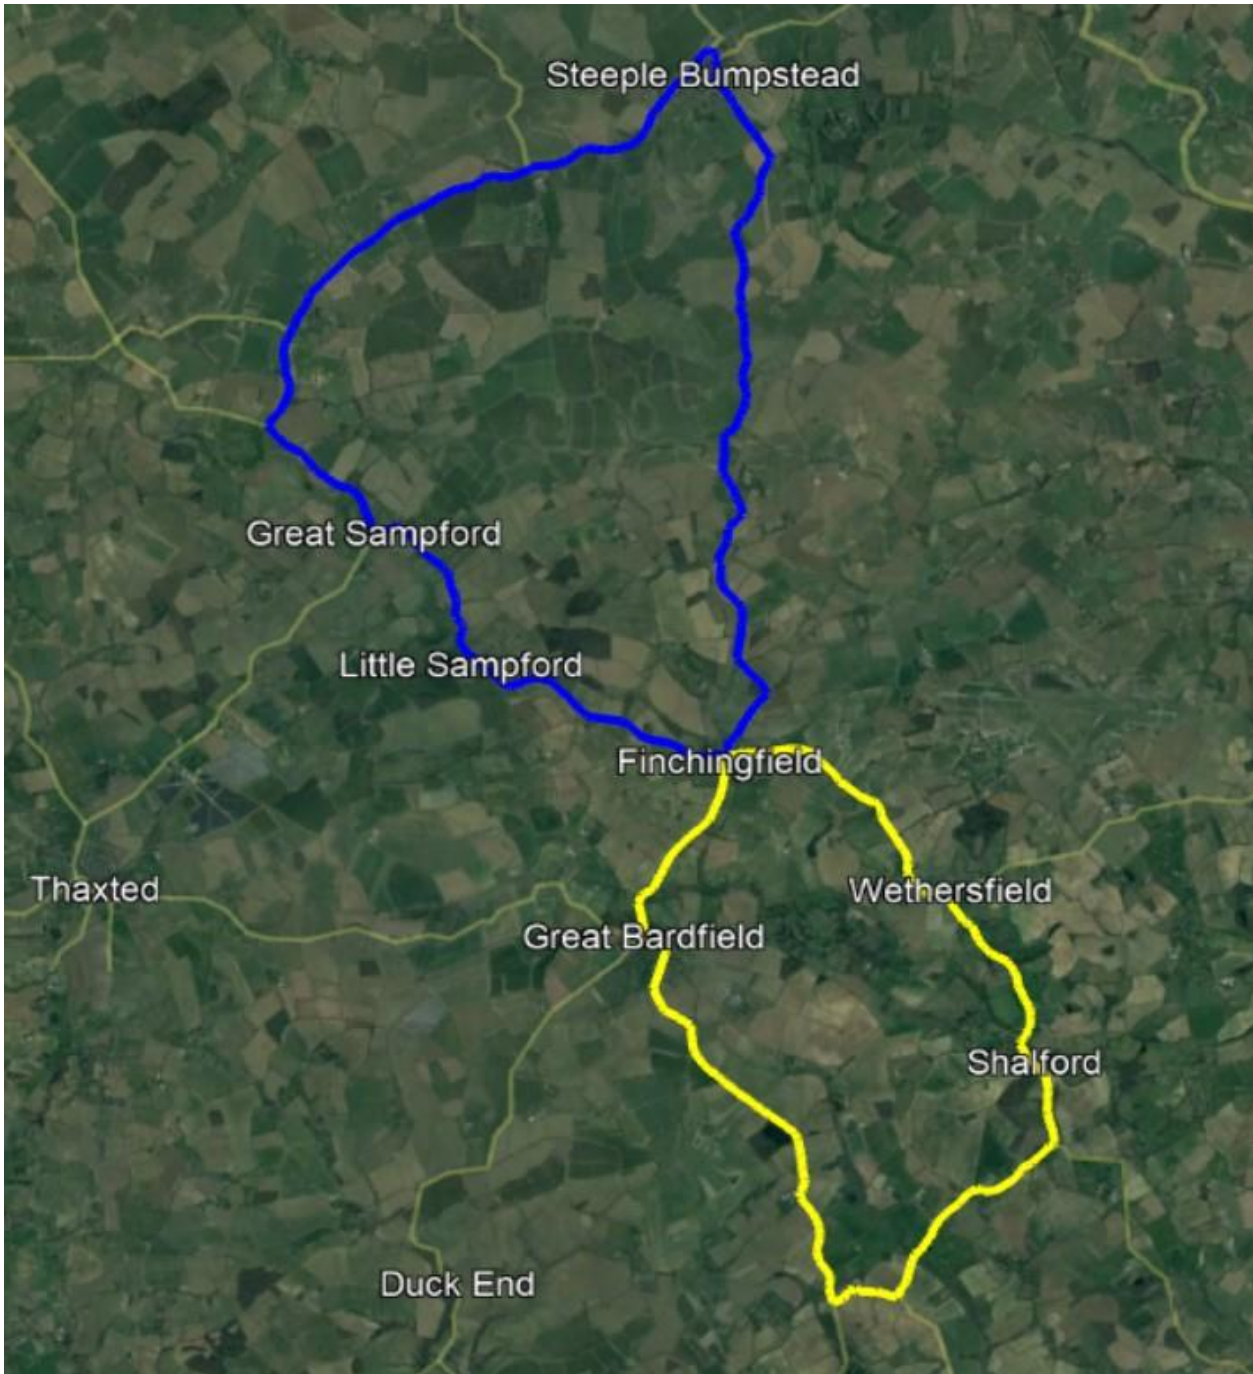 Steeple Bumpstead
Great Sampford
Little Sampford
Finchingfield
Thaxted
Wethersfield
Great Bardfield
Shalford
Duck End